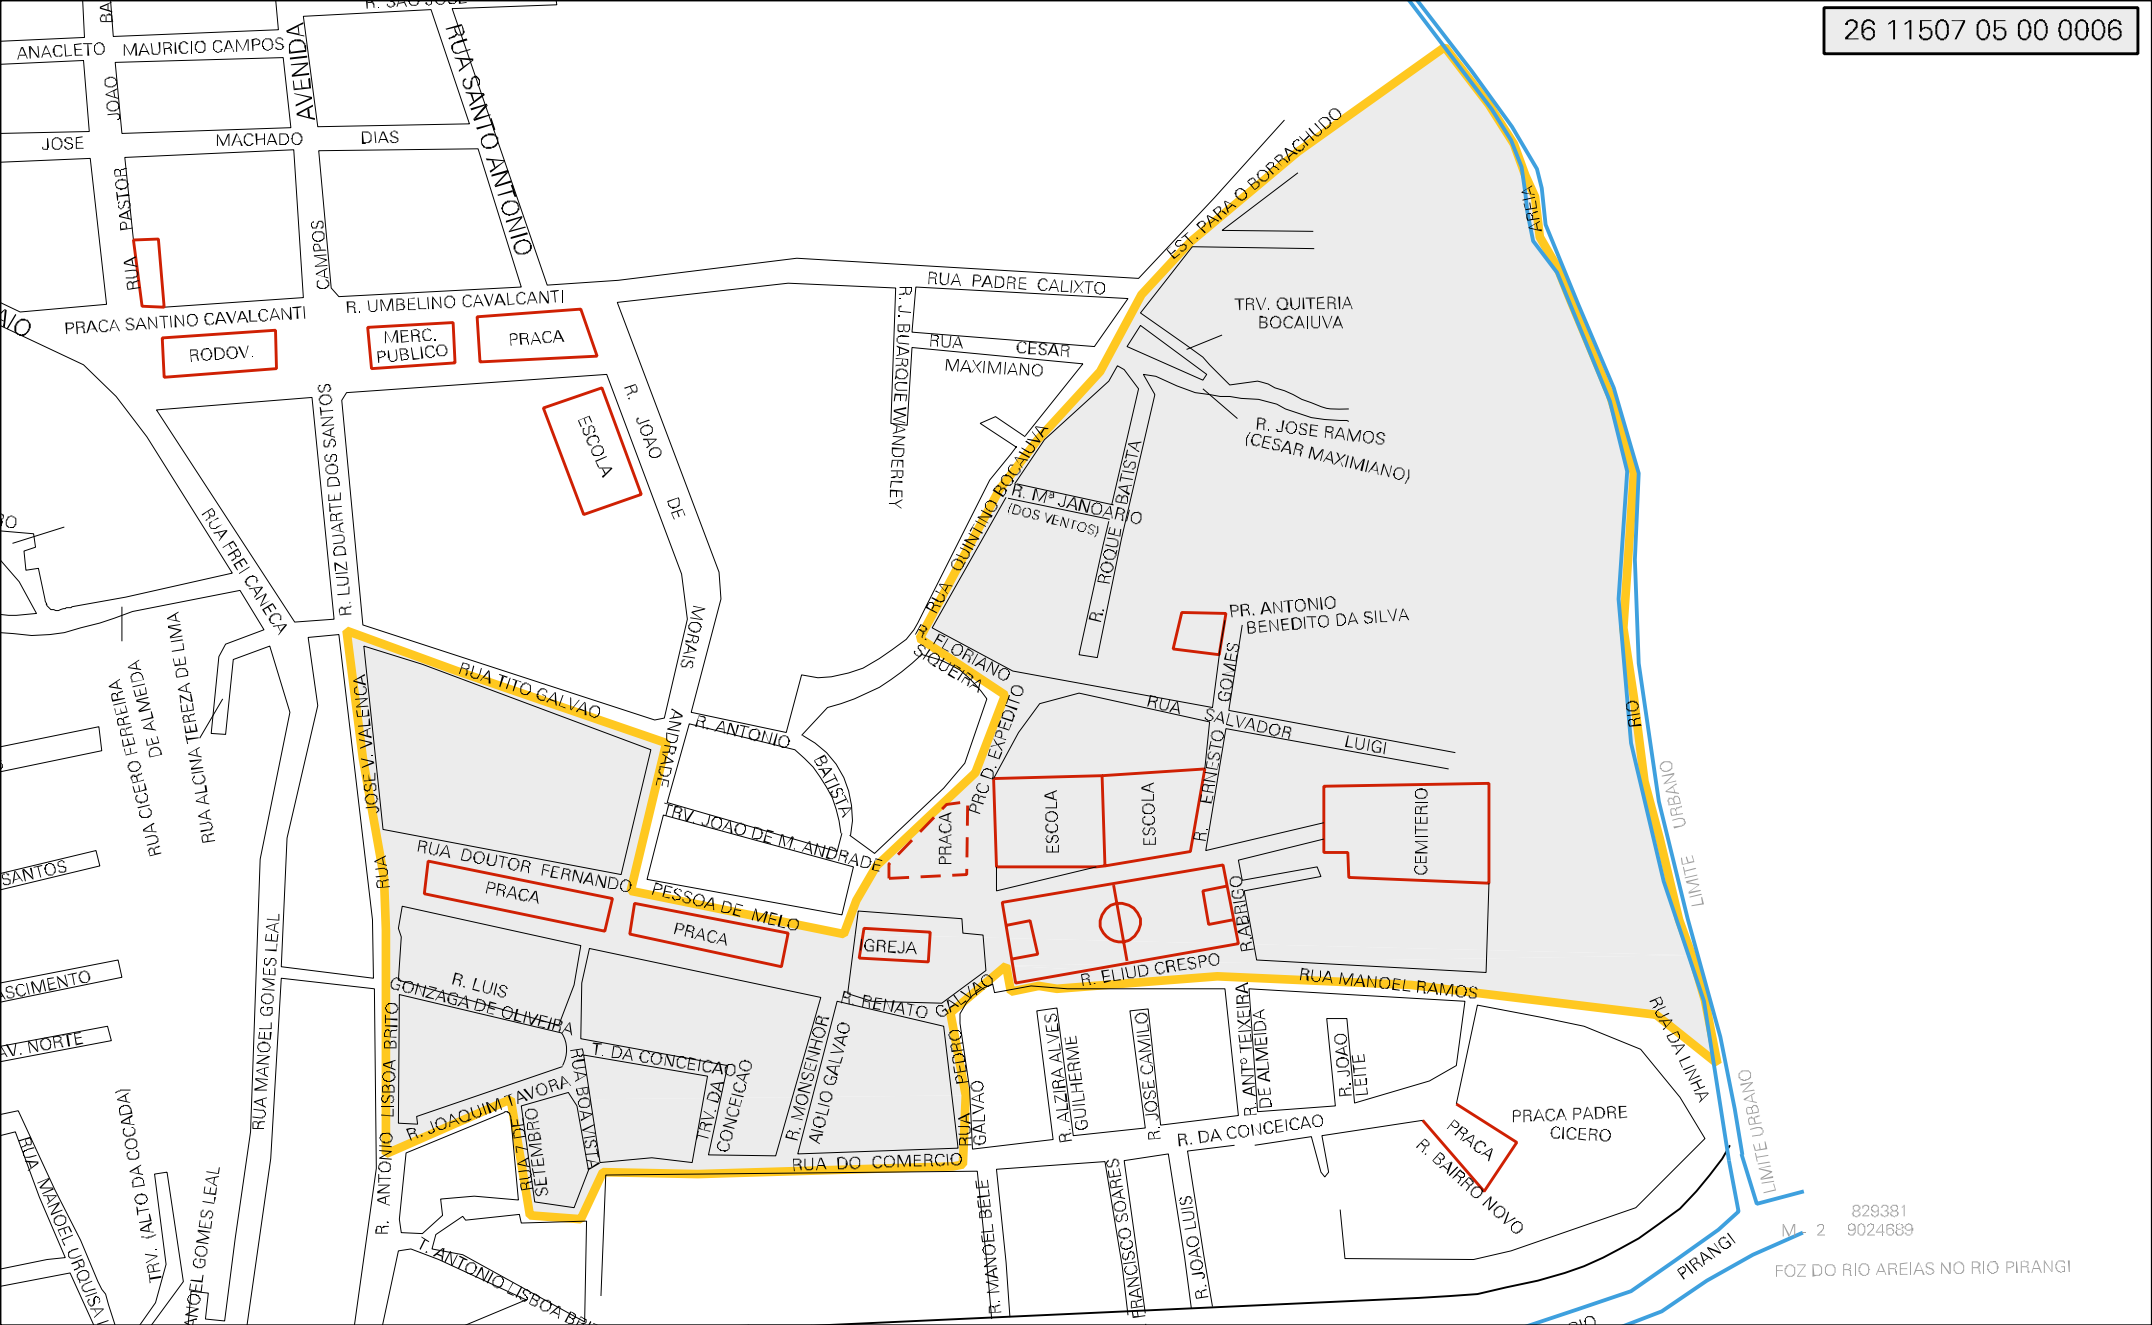 R. SAO JOSE
26 11507 05 00 0006
ANACLETO MAURICIO CAMPOS
AVENIDA
RUA SANTO ANTONIO
JOAO
JOSE MACHADO DIAS
RUA PASTOR
CAMPOS
EST. PARA O BORRACHUDO
AREIA
RUA PADRE CALIXTO
R. UMBELINO CAVALCANTI
PRACA SANTINO CAVALCANTI
RODOV.
MERC.
PUBLICO
PRACA
TRV. QUITERIA
BOCAIUVA
R. J. BUARQUE WANDERLEY
RUA CESAR
MAXIMIANO
R. JOAO DE MORAIS ANDRADE
ESCOLA
R. LUIZ DUARTE DOS SANTOS
R. JOSE RAMOS
(CESAR MAXIMIANO)
RUA QUINTINO BOCAIUVA
R. Mª JANOARIO
(DOS VENTOS)
R. ROQUE BATISTA
RUA FREI CANECA
PR. ANTONIO
BENEDITO DA SILVA
R. FLORIANO
SIQUEIRA
RUA CICERO FERREIRA
DE ALMEIDA
RUA ALCINA TEREZA DE LIMA
RUA TITO GALVAO
R. ANTONIO BATISTA
PRC D. EXPEDITO
RUA SALVADOR LUIGI
R. ERNESTO GOMES
RIO
RUA JOSE V. VALENCA
TRV. JOAO DE M. ANDRADE
PRACA
ESCOLA
ESCOLA
CEMITERIO
LIMITE URBANO
RUA DOUTOR FERNANDO PESSOA DE MELO
PRACA
PRACA
SANTOS
GREJA
R. ABRIGO
R. ELIUD CRESPO
RUA MANOEL RAMOS
RUA MANOEL GOMES LEAL
R. LUIS
GONZAGA DE OLIVEIRA
R. RENATO GALVAO
RUA DA LINHA
R. ANTONIO LISBOA BRITO
T. DA CONCEICAO
TRV. DA
CONCEICAO
R. MONSENHOR
AIOLIO GALVAO
RUA PEDRO
GALVAO
R. ALZIRA ALVES
GUILHERME
R. JOSE CAMILO
R. ANTº TEIXEIRA
DE ALMEIDA
R. JOAO
LEITE
AV. NORTE
R. JOAQUIM TAVORA
RUA BOA VISTA
RUA 7 DE
SETEMBRO
RUA DO COMERCIO
R. DA CONCEICAO
PRACA PADRE
CICERO
PRACA
R. BAIRRO NOVO
LIMITE URBANO
TRV. (ALTO DA COCADA)
RUA MANOEL URQUISA
T. ANTONIO LISBOA
R. MANOEL BELE
FRANCISCO SOARES
R. JOAO LUIS
829381
M- 2 9024689
PIRANGI
FOZ DO RIO AREIAS NO RIO PIRANGI
GOMES LEAL